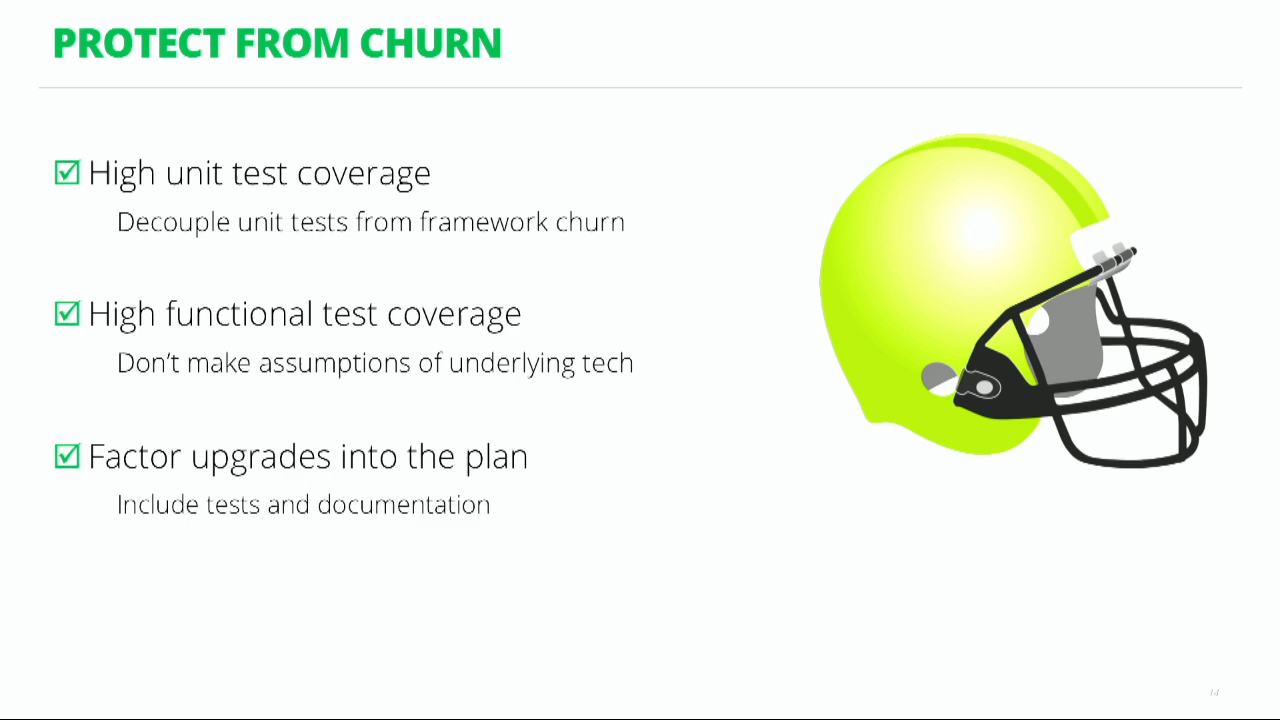 PROTECT FROM CHURN
High unit test coverage
Decouple unit tests from framework churn
High functional test coverage
Don’t make assumptions of underlying tech
Factor upgrades into the plan
Include tests and documentation